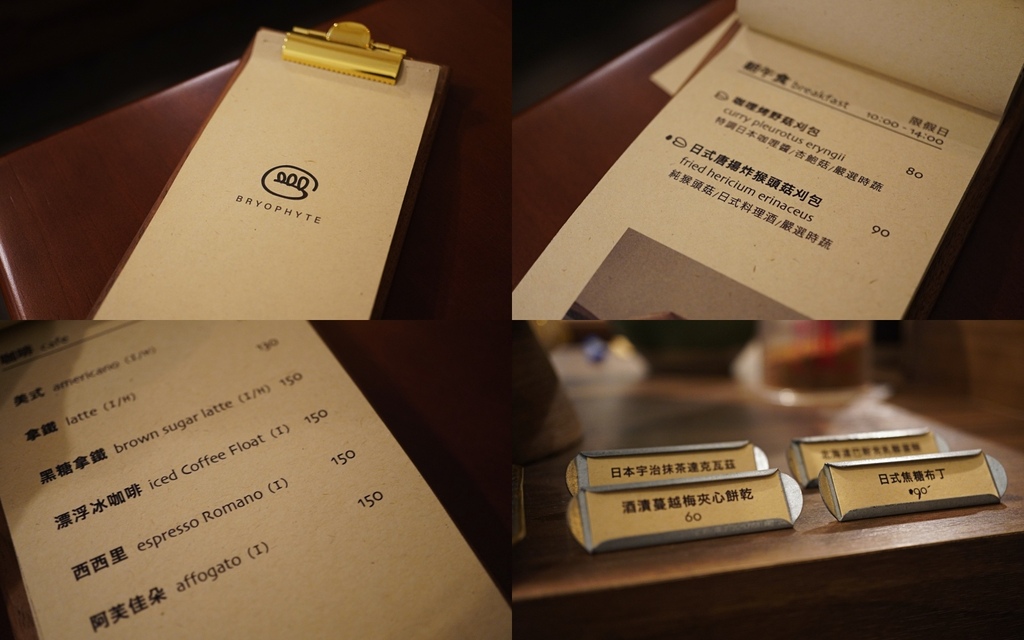 BRYOPHYTE
朝午食 breakfast 限假日
10:00 - 14:00
咖哩烤野菇刈包
curry pleurotus eryngii
特調日本咖哩醬/杏鮑菇/嚴選時蔬 80
日式唐揚炸猴頭菇刈包
fried hericium erinaceus
純猴頭菇/日式料理酒/嚴選時蔬 90
咖啡 cafe
美式 americano (I/H) 130
拿鐵 latte (I/H) 150
黑糖拿鐵 brown sugar latte (I/H) 150
漂浮冰咖啡 iced Coffee Float (I) 150
西西里 espresso Romano (I) 150
阿芙佳朵 affogato (I)
日本宇治抹茶達克瓦茲
酒漬蔓越梅夾心餅乾
60
日式焦糖布丁
90